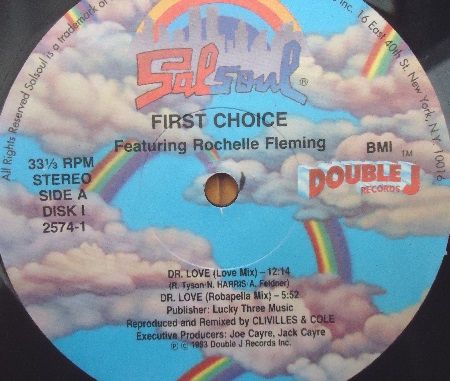 All Rights Reserved Salsoul is a trademark of
Inc. 16 East 40th St. New York, N.Y. 10016
Salsoul®
FIRST CHOICE
Featuring Rochelle Fleming
33⅓ RPM
STEREO
SIDE A
DISK I
2574-1
BMI
DOUBLE J™
RECORDS
DR. LOVE (Love Mix) – 12:14
(R. Tyson-N. HARRIS-A. Feldner)
DR. LOVE (Robapella Mix) – 5:52
Publisher: Lucky Three Music
Reproduced and Remixed by CLIVILLES & COLE
Executive Producers: Joe Cayre, Jack Cayre
Ⓟ © 1993 Double J Records Inc.